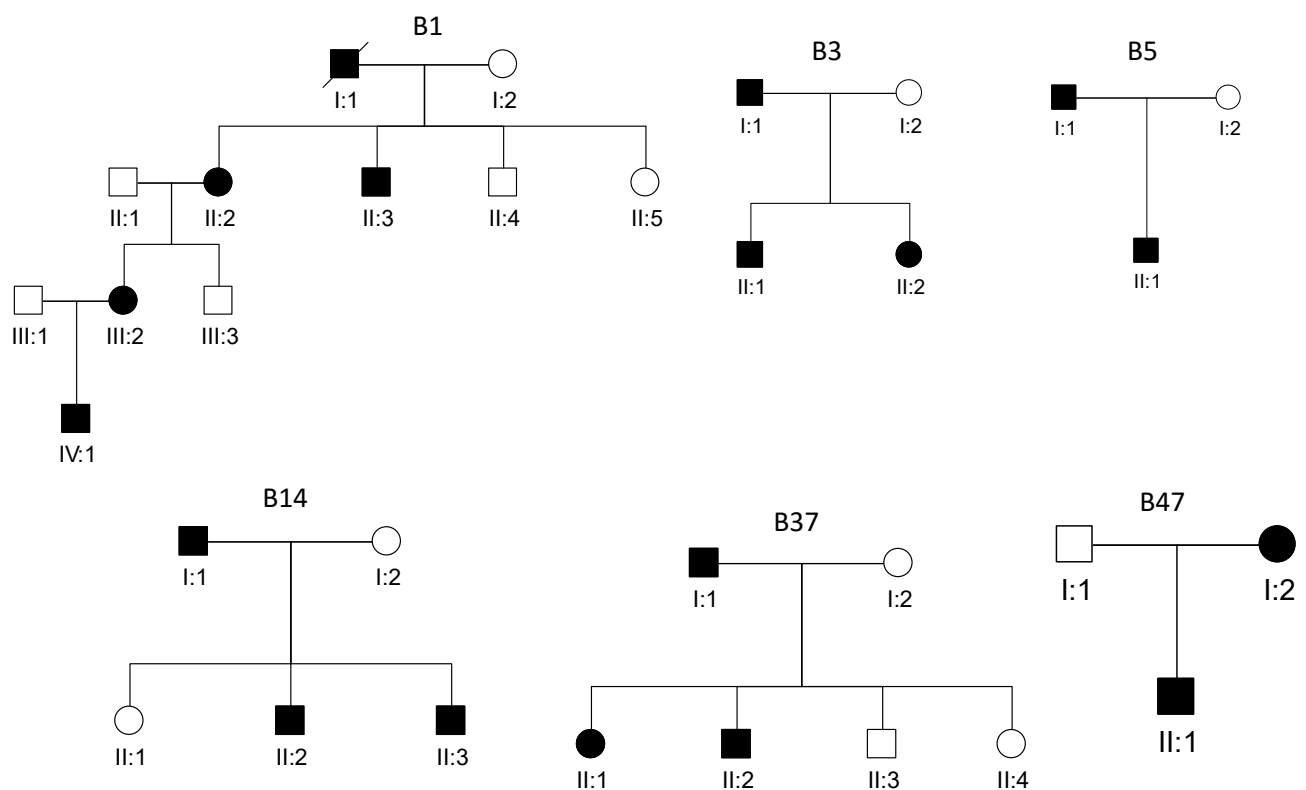 B1
I:1 I:2
II:1 II:2 II:3 II:4 II:5
III:1 III:2 III:3
IV:1
B3
I:1 I:2
II:1 II:2
B5
I:1 I:2
II:1
B14
I:1 I:2
II:1 II:2 II:3
B37
I:1 I:2
II:1 II:2 II:3 II:4
B47
I:1 I:2
II:1